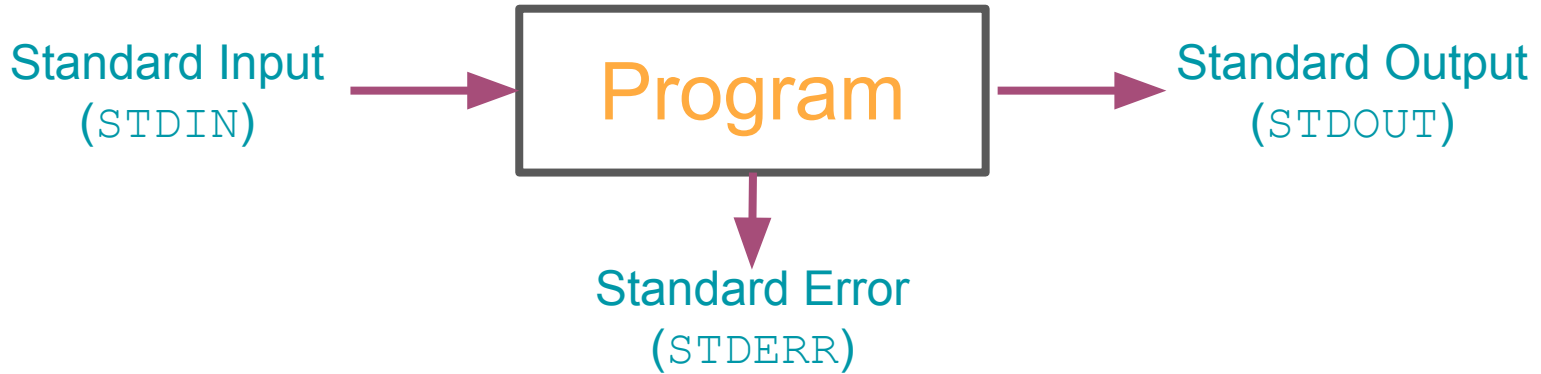 Standard Input
(STDIN)
Program
Standard Output
(STDOUT)
Standard Error
(STDERR)